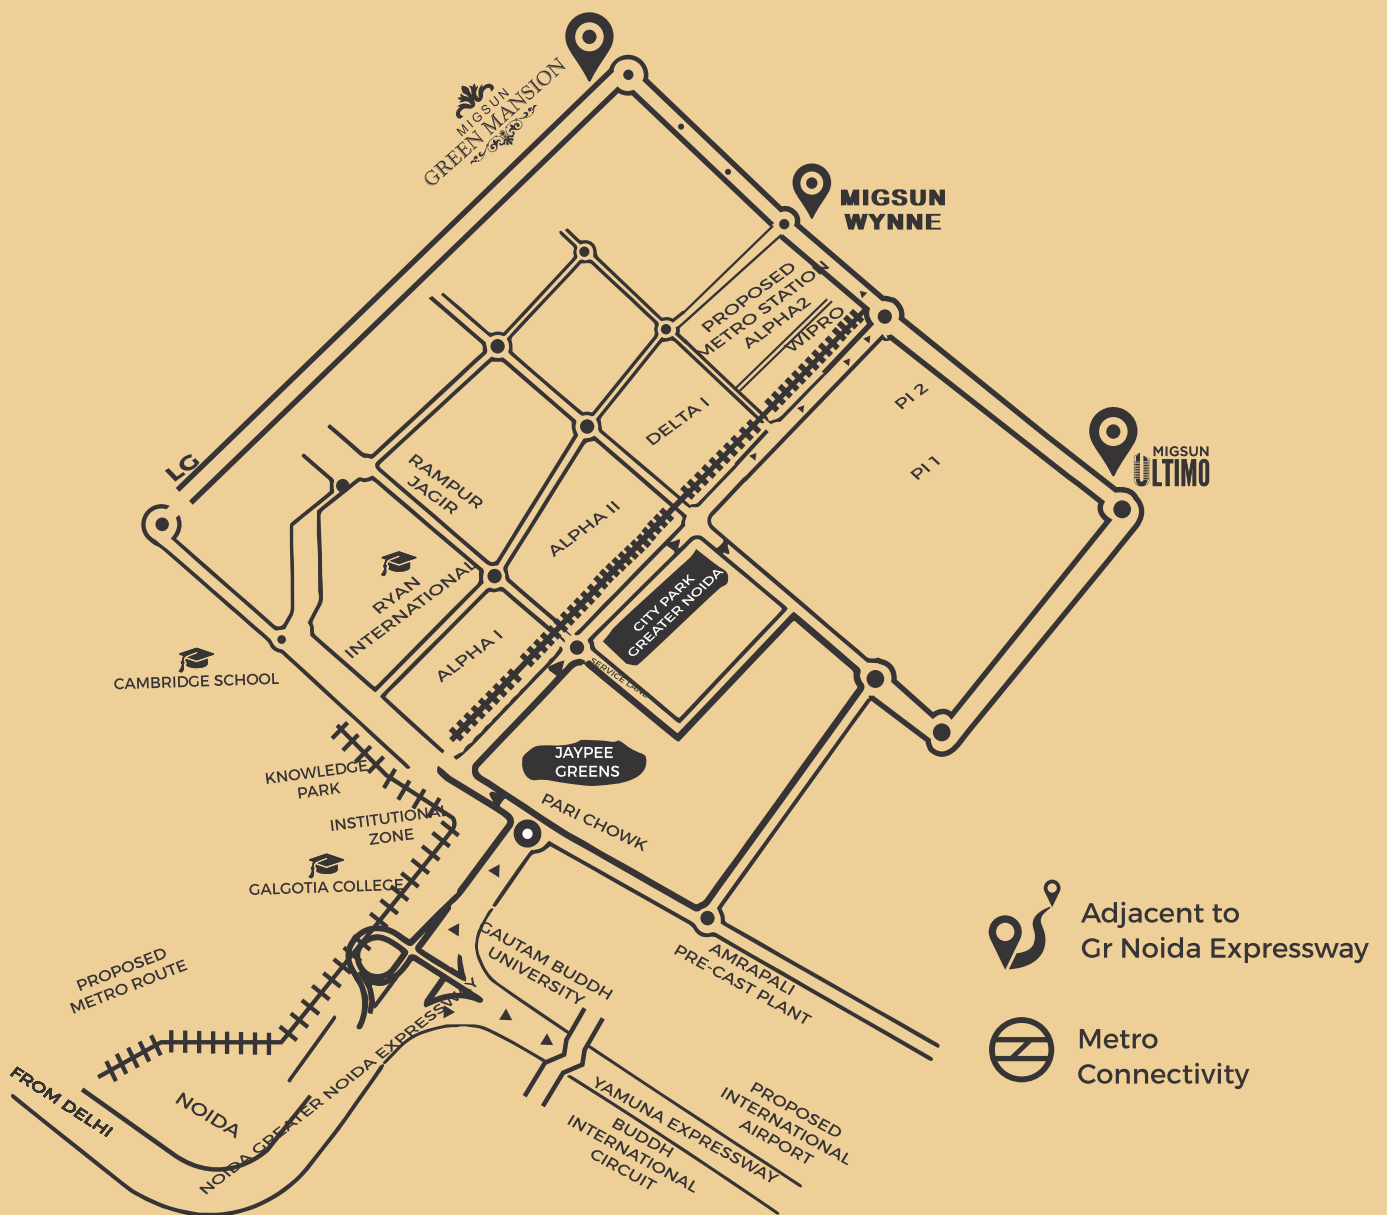 MIGSUN
GREEN MANSION
MIGSUN
WYNNE
PROPOSED
METRO STATION
ALPHA2
WIPRO
PI 2
DELTA I
PI 1
MIGSUN
ULTIMO
LG
RAMPUR
JAGIR
ALPHA II
RYAN
INTERNATIONAL
CITY PARK
GREATER NOIDA
ALPHA I
SERVICE LANE
CAMBRIDGE SCHOOL
JAYPEE
GREENS
KNOWLEDGE
PARK
INSTITUTIONAL
ZONE
PARI CHOWK
GALGOTIA COLLEGE
Adjacent to
Gr Noida Expressway
GAUTAM BUDDH
UNIVERSITY
AMRAPALI
PRE-CAST PLANT
PROPOSED
METRO ROUTE
Metro
Connectivity
NOIDA GREATER NOIDA EXPRESSWAY
FROM DELHI
NOIDA
YAMUNA EXPRESSWAY
PROPOSED
INTERNATIONAL
AIRPORT
BUDDH
INTERNATIONAL
CIRCUIT